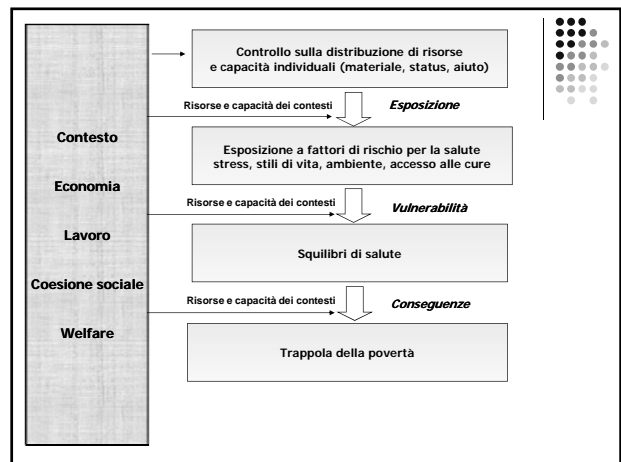 Contesto
Economia
Lavoro
Coesione sociale
Welfare
Controllo sulla distribuzione di risorse
e capacità individuali (materiale, status, aiuto)
Risorse e capacità dei contesti
Esposizione
Esposizione a fattori di rischio per la salute
stress, stili di vita, ambiente, accesso alle cure
Risorse e capacità dei contesti
Vulnerabilità
Squilibri di salute
Risorse e capacità dei contesti
Conseguenze
Trappola della povertà